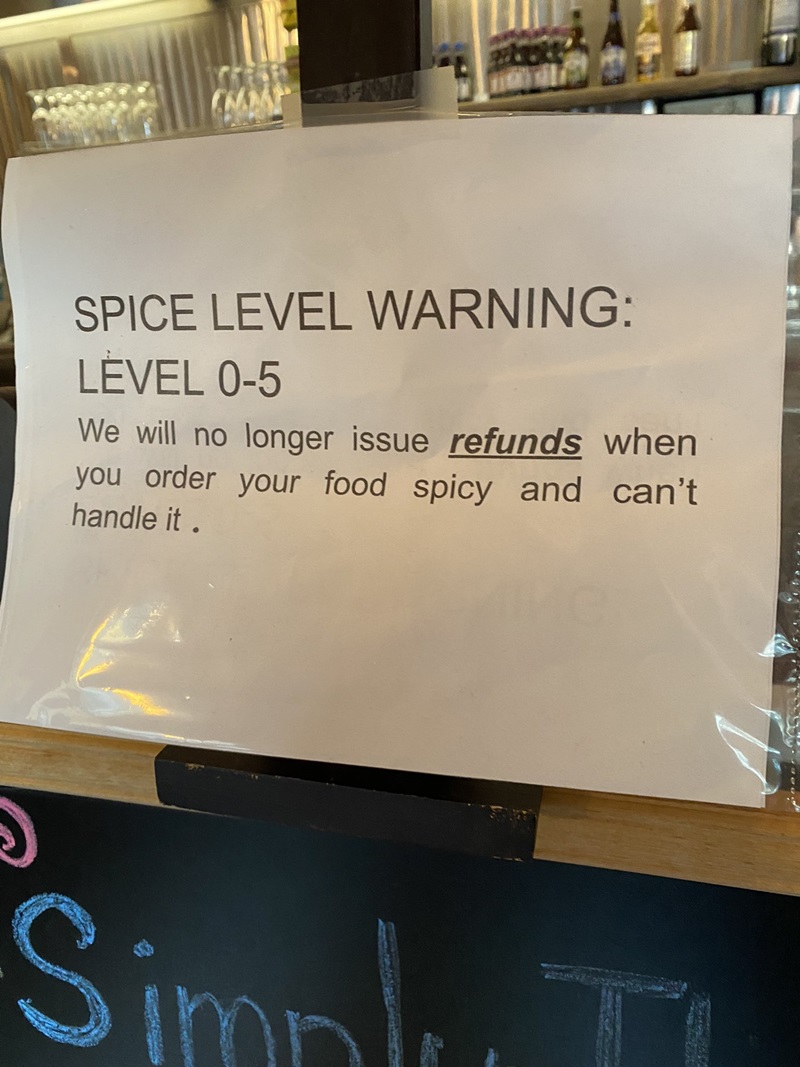 SPICE LEVEL WARNING:
LEVEL 0-5
We will no longer issue refunds when
you order your food spicy and can't
handle it .
Simply